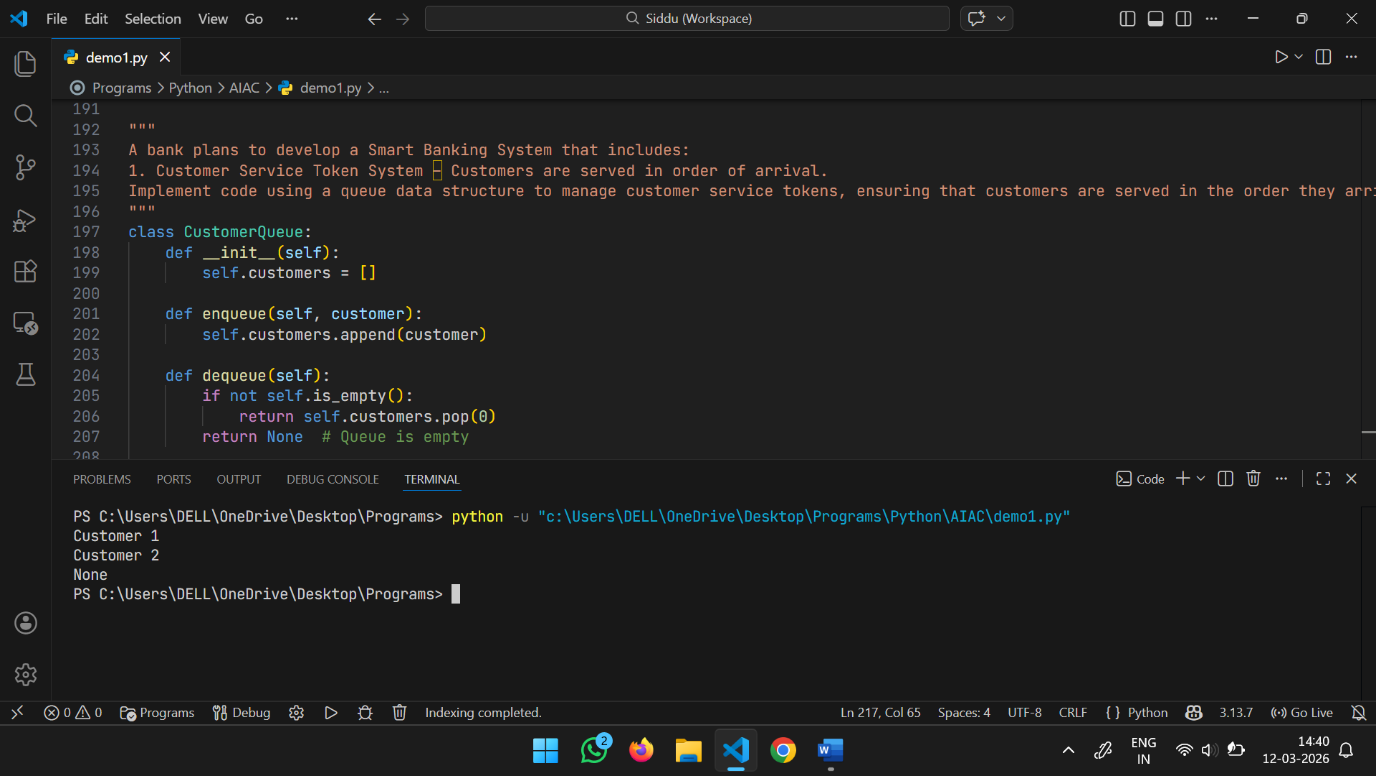 File Edit Selection View Go ··· Siddu (Workspace)
demo1.py
Programs > Python > AIAC > demo1.py > ...
191
192 """
193 A bank plans to develop a Smart Banking System that includes:
194 1. Customer Service Token System – Customers are served in order of arrival.
195 Implement code using a queue data structure to manage customer service tokens, ensuring that customers are served in the order they arri
196 """
197 class CustomerQueue:
198 def __init__(self):
199 self.customers = []
200
201 def enqueue(self, customer):
202 self.customers.append(customer)
203
204 def dequeue(self):
205 if not self.is_empty():
206 return self.customers.pop(0)
207 return None # Queue is empty
208
PROBLEMS PORTS OUTPUT DEBUG CONSOLE TERMINAL Code
PS C:\Users\DELL\OneDrive\Desktop\Programs> python -u "c:\Users\DELL\OneDrive\Desktop\Programs\Python\AIAC\demo1.py"
Customer 1
Customer 2
None
PS C:\Users\DELL\OneDrive\Desktop\Programs>
0 0 Programs Debug Indexing completed. Ln 217, Col 65 Spaces: 4 UTF-8 CRLF { } Python 3.13.7 Go Live
2 W ENG 14:40
IN 12-03-2026